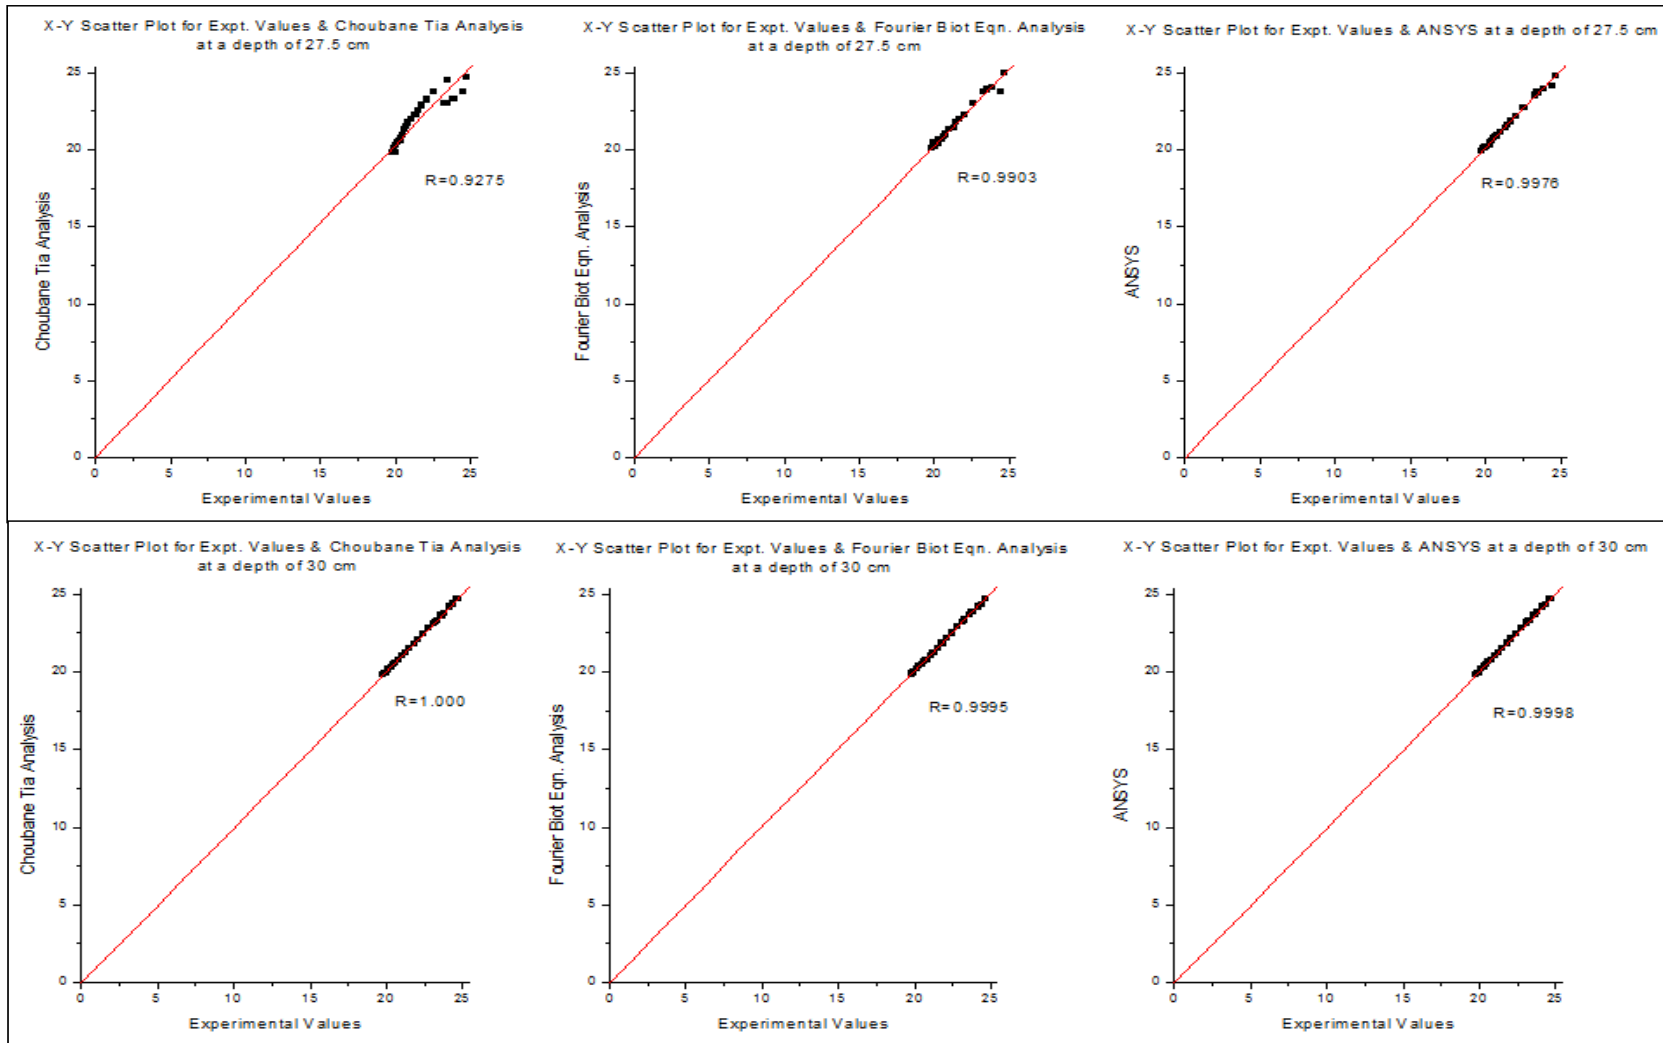 X-Y Scatter Plot for Expt. Values & Choubane Tia Analysis
at a depth of 27.5 cm
25
20
15
10
5
0
Choubane Tia Analysis
R=0.9275
0 5 10 15 20 25
Experimental Values
X-Y Scatter Plot for Expt. Values & Fourier Biot Eqn. Analysis
at a depth of 27.5 cm
25
20
15
10
5
0
Fourier Biot Eqn. Analysis
R=0.9903
0 5 10 15 20 25
Experimental Values
X-Y Scatter Plot for Expt. Values & ANSYS at a depth of 27.5 cm
25
20
15
10
5
0
ANSYS
R=0.9976
0 5 10 15 20 25
Experimental Values
X-Y Scatter Plot for Expt. Values & Choubane Tia Analysis
at a depth of 30 cm
25
20
15
10
5
0
Choubane Tia Analysis
R=1.000
0 5 10 15 20 25
Experimental Values
X-Y Scatter Plot for Expt. Values & Fourier Biot Eqn. Analysis
at a depth of 30 cm
25
20
15
10
5
0
Fourier Biot Eqn. Analysis
R=0.9995
0 5 10 15 20 25
Experimental Values
X-Y Scatter Plot for Expt. Values & ANSYS at a depth of 30 cm
25
20
15
10
5
0
ANSYS
R=0.9998
0 5 10 15 20 25
Experimental Values